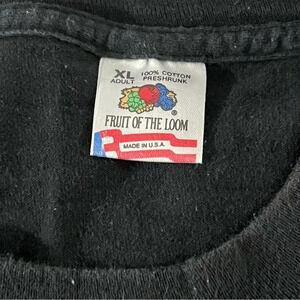 XL 100% COTTON
ADULT PRESHRUNK
®
FRUIT OF THE LOOM
MADE IN U.S.A.